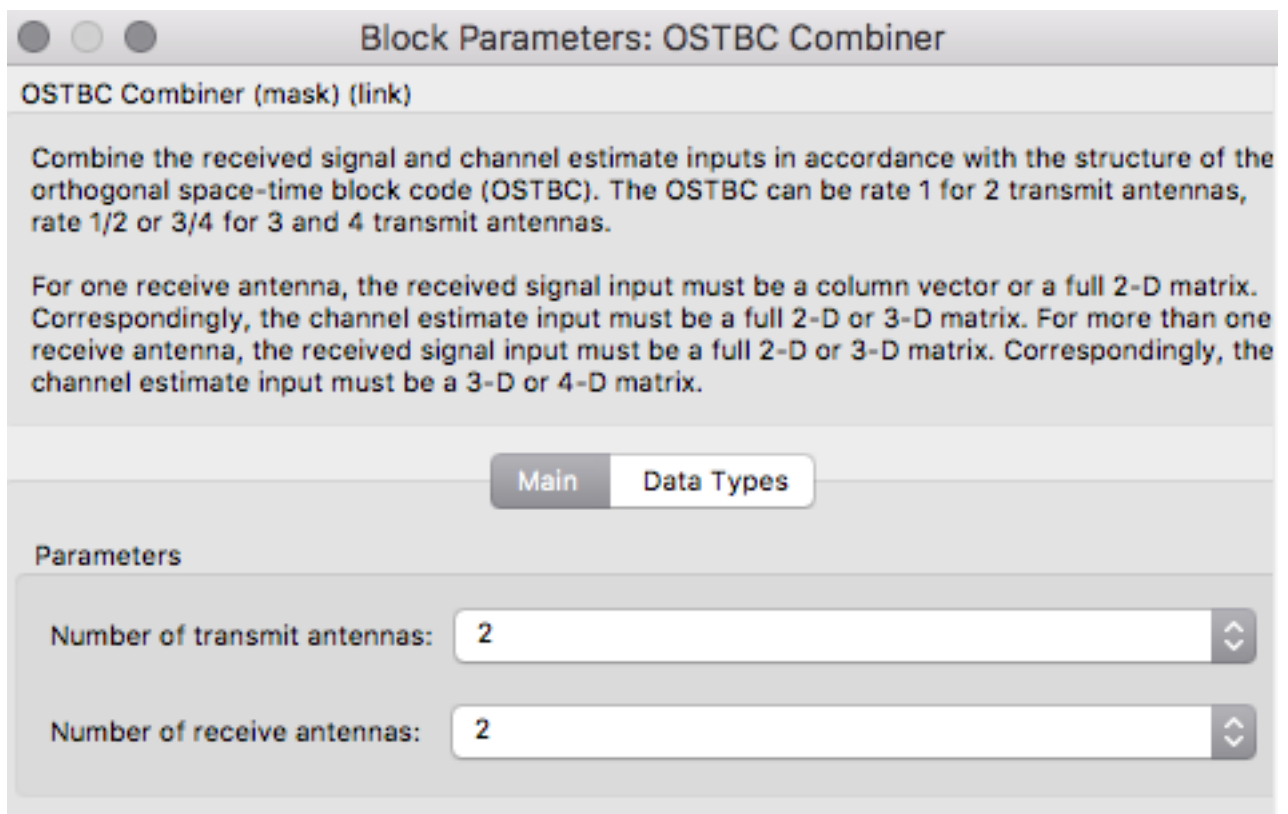 Block Parameters: OSTBC Combiner
OSTBC Combiner (mask) (link)
Combine the received signal and channel estimate inputs in accordance with the structure of the
orthogonal space-time block code (OSTBC). The OSTBC can be rate 1 for 2 transmit antennas,
rate 1/2 or 3/4 for 3 and 4 transmit antennas.
For one receive antenna, the received signal input must be a column vector or a full 2-D matrix.
Correspondingly, the channel estimate input must be a full 2-D or 3-D matrix. For more than one
receive antenna, the received signal input must be a full 2-D or 3-D matrix. Correspondingly, the
channel estimate input must be a 3-D or 4-D matrix.
Main Data Types
Parameters
Number of transmit antennas: 2
Number of receive antennas: 2